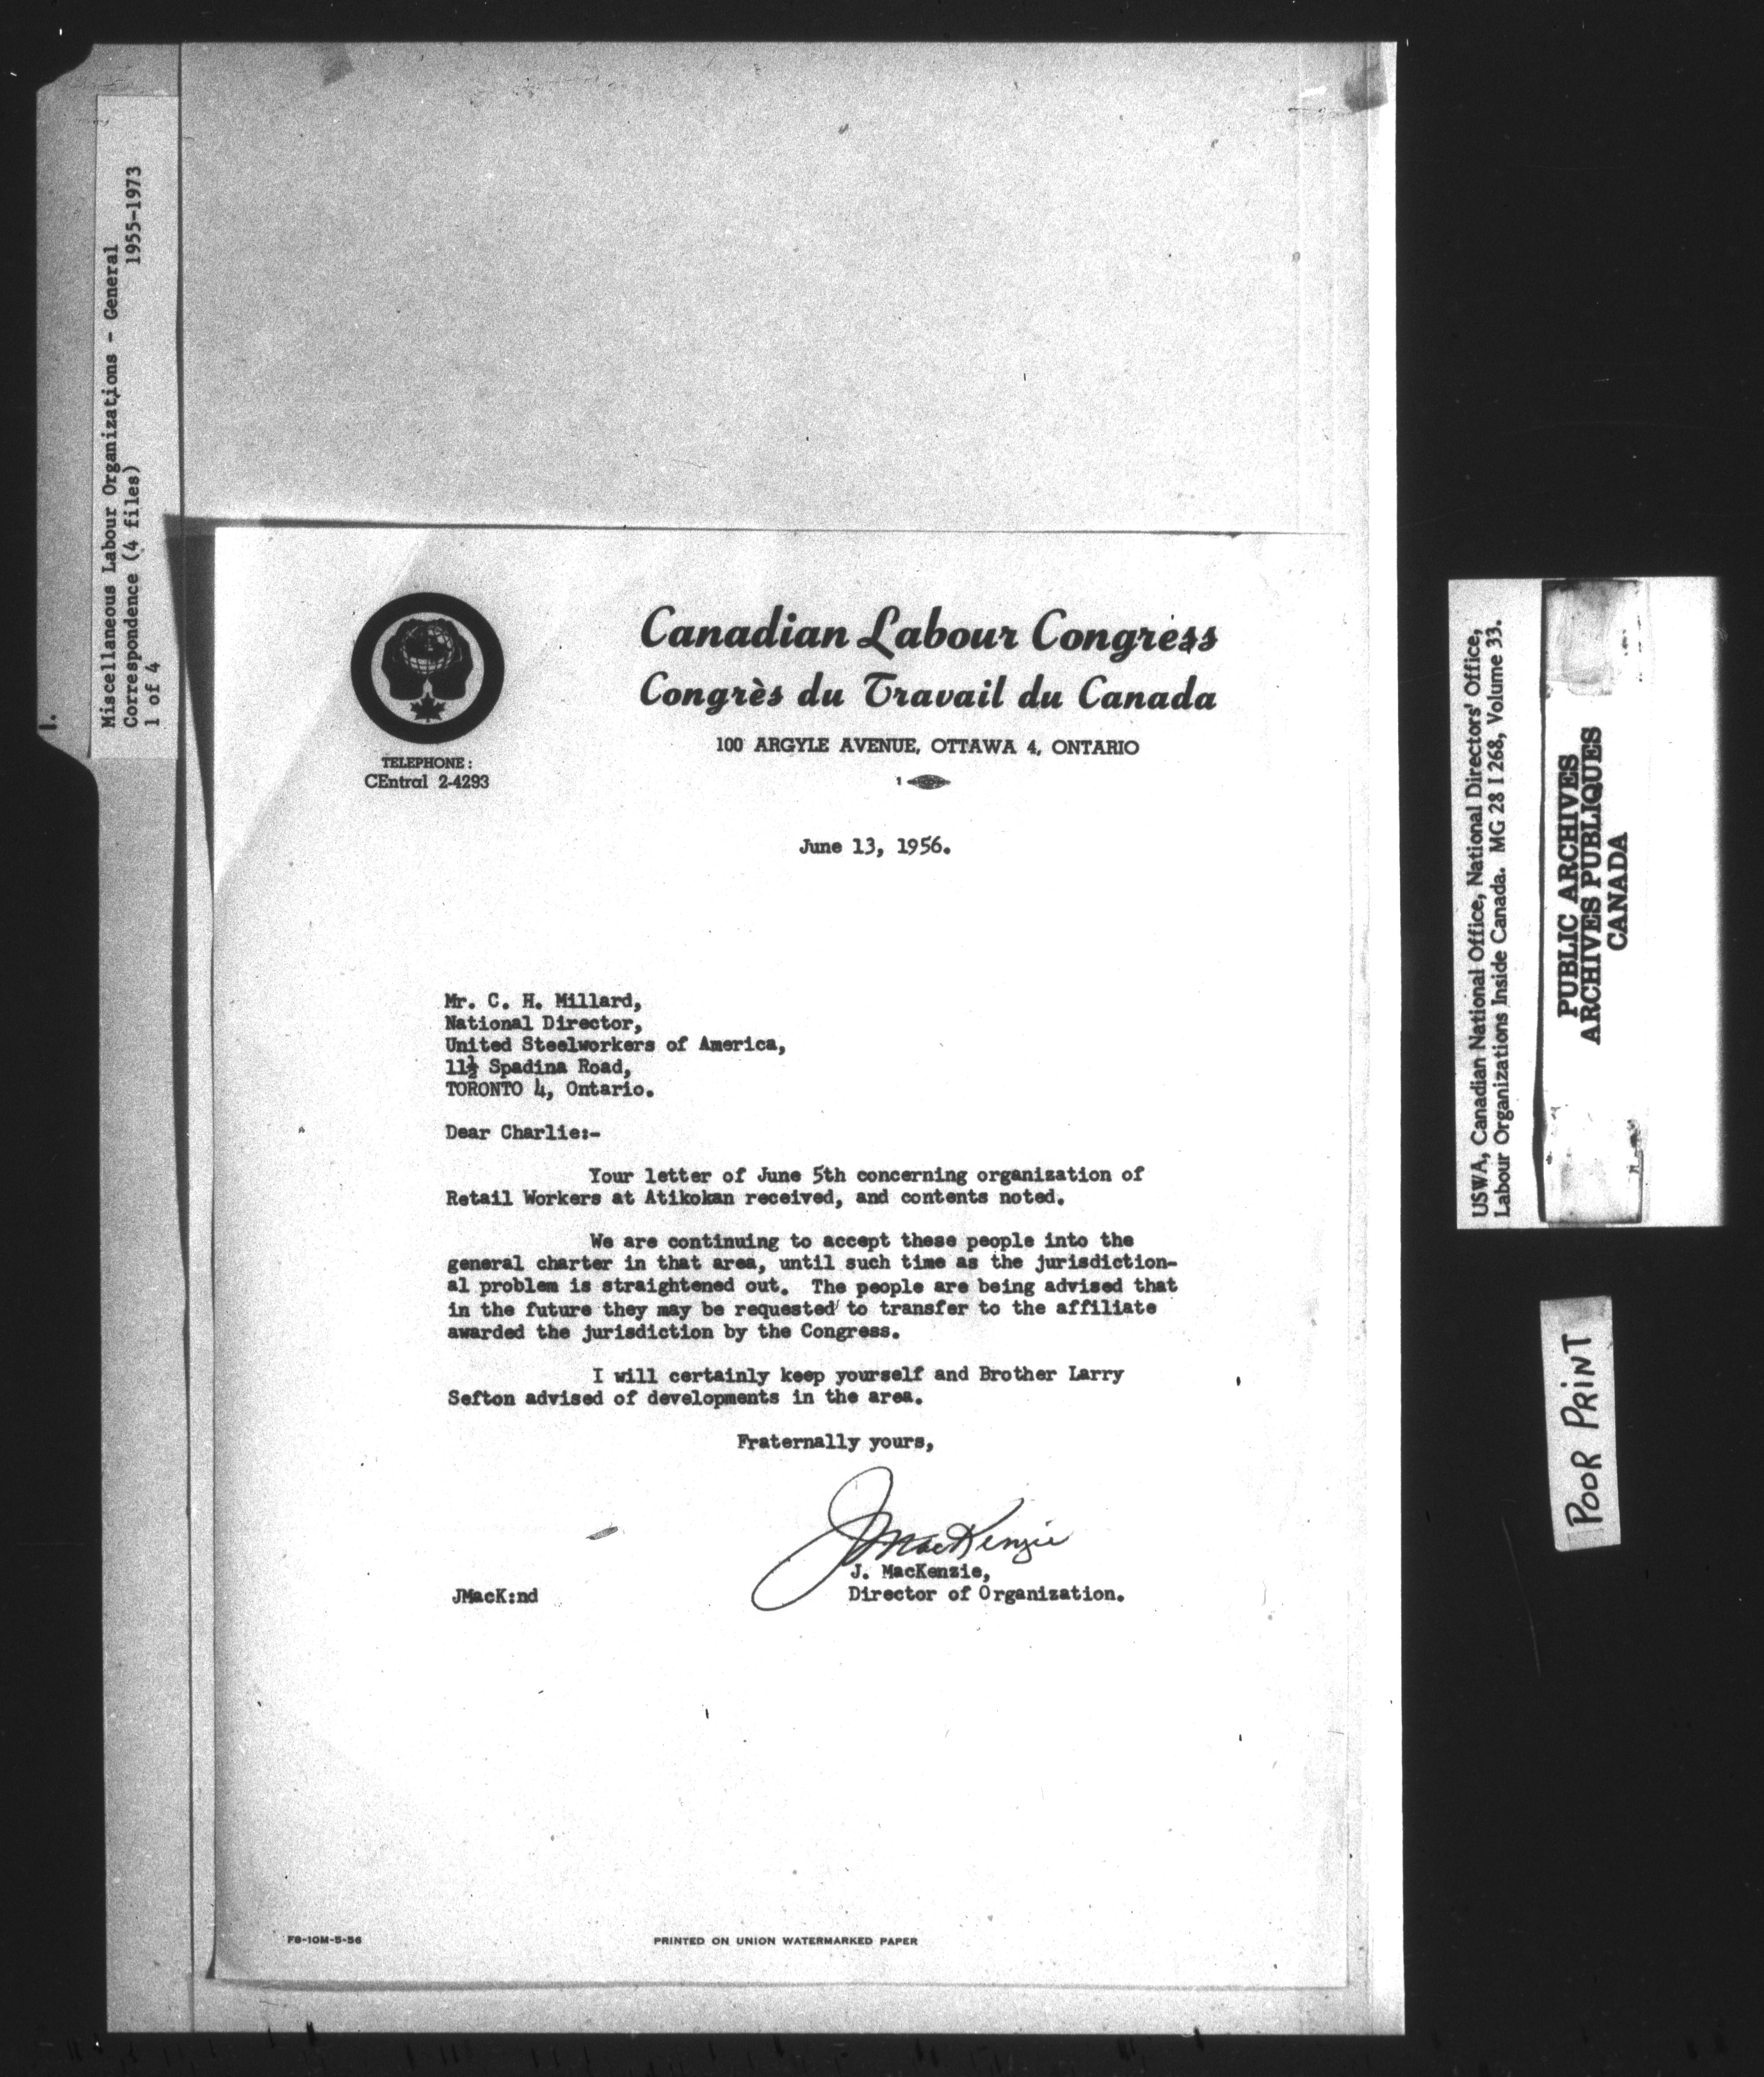 1.
Miscellaneous Labour Organizations - General
Correspondence (4 files) 1955-1973
1 of 4
Canadian Labour Congress
Congrès du Travail du Canada
100 ARGYLE AVENUE, OTTAWA 4, ONTARIO
1
TELEPHONE:
CEntral 2-4293
June 13, 1956.
Mr. C. H. Millard,
National Director,
United Steelworkers of America,
11½ Spadina Road,
TORONTO 4, Ontario.
Dear Charlie:-
Your letter of June 5th concerning organization of
Retail Workers at Atikokan received, and contents noted.
We are continuing to accept these people into the
general charter in that area, until such time as the jurisdiction-
al problem is straightened out. The people are being advised that
in the future they may be requested to transfer to the affiliate
awarded the jurisdiction by the Congress.
I will certainly keep yourself and Brother Larry
Sefton advised of developments in the area.
Fraternally yours,
J MacKenzie
J. MacKenzie,
JMacK:nd Director of Organization.
F8-10M-5-56 PRINTED ON UNION WATERMARKED PAPER
USWA, Canadian National Office, National Directors' Office,
Labour Organizations Inside Canada. MG 28 I 268, Volume 33.
PUBLIC ARCHIVES
ARCHIVES PUBLIQUES
CANADA
POOR PRINT